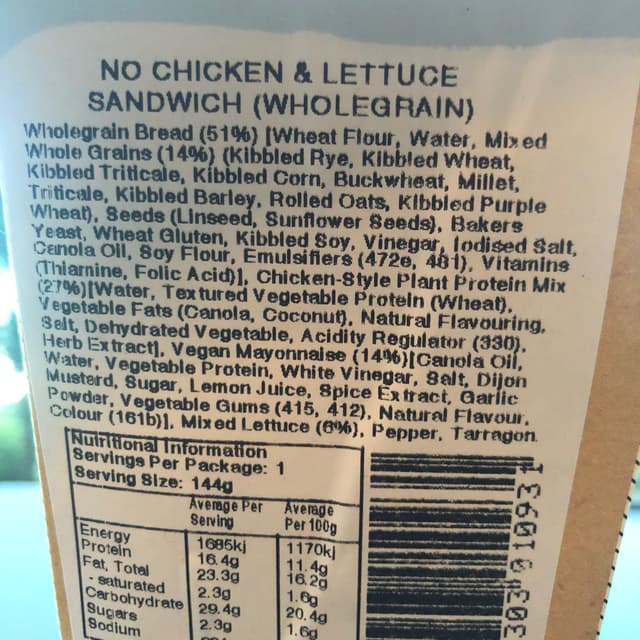 NO CHICKEN & LETTUCE
SANDWICH (WHOLEGRAIN)
Wholegrain Bread (51%) [Wheat Flour, Water, Mixed
Whole Grains (14%) (Kibbled Rye, Kibbled Wheat,
Kibbled Triticale, Kibbled Corn, Buckwheat, Millet,
Triticale, Kibbled Barley, Rolled Oats, Kibbled Purple
Wheat), Seeds (Linseed, Sunflower Seeds), Bakers
Yeast, Wheat Gluten, Kibbled Soy, Vinegar, Iodised Salt,
Canola Oil, Soy Flour, Emulsifiers (472e, 481), Vitamins
(Thiamine, Folic Acid)], Chicken-Style Plant Protein Mix
(27%)[Water, Textured Vegetable Protein (Wheat),
Vegetable Fats (Canola, Coconut), Natural Flavouring,
Salt, Dehydrated Vegetable, Acidity Regulator (330),
Herb Extract], Vegan Mayonnaise (14%)[Canola Oil,
Water, Vegetable Protein, White Vinegar, Salt, Dijon
Mustard, Sugar, Lemon Juice, Spice Extract, Garlic
Powder, Vegetable Gums (415, 412), Natural Flavour,
Colour (161b)], Mixed Lettuce (6%), Pepper, Tarragon
Nutritional Information
Servings Per Package: 1
Serving Size: 144g
Average Per Serving Average Per 100g
Energy 1685kj 1170kj
Protein 16.4g 11.4g
Fat, Total 23.3g 16.2g
- saturated 2.3g 1.6g
Carbohydrate 29.4g 20.4g
Sugars 2.3g 1.6g
Sodium